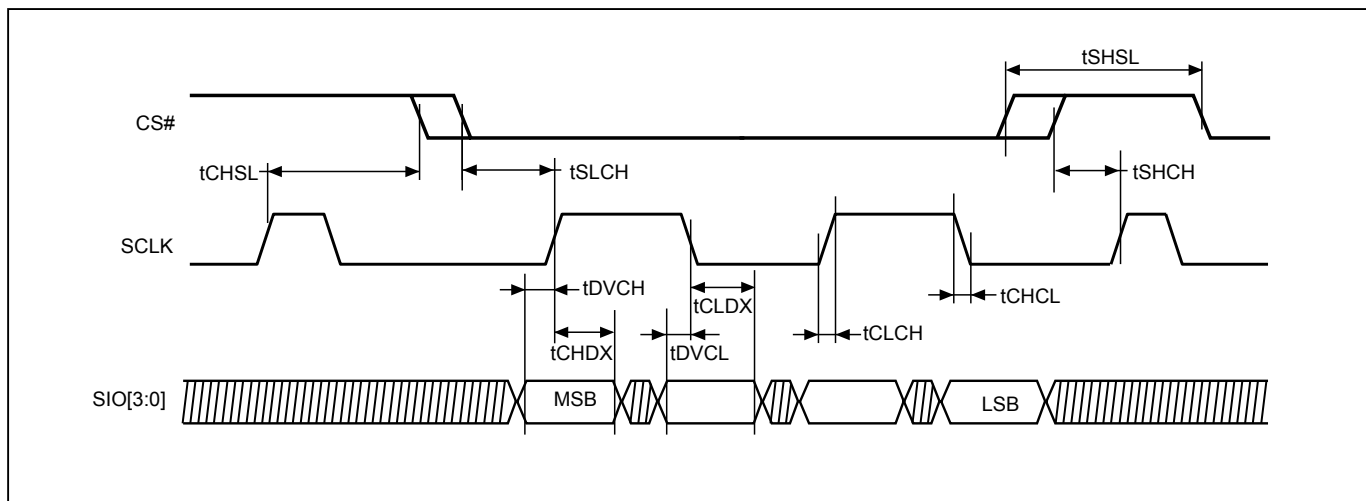 tSHSL
CS#
tCHSL
tSLCH
tSHCH
SCLK
tDVCH
tCLDX
tCHCL
tCLCH
tCHDX
tDVCL
SIO[3:0]
MSB
LSB